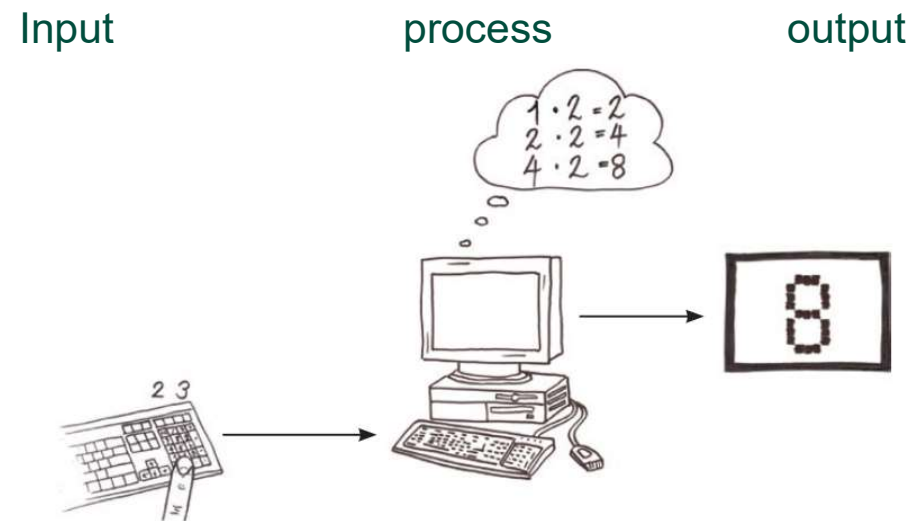 Input process output
1 · 2 = 2
2 · 2 = 4
4 · 2 = 8
8
2 3